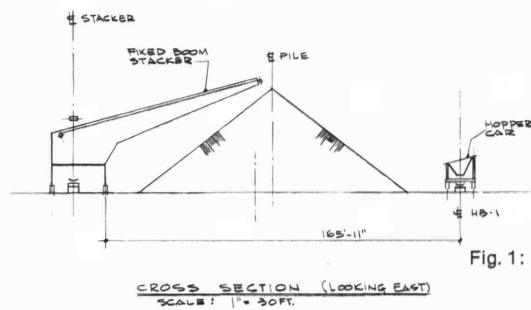 ℄ STACKER
FIXED BOOM
STACKER
℄ PILE
HOPPER
CAR
165'-11"
℄ HB-1
Fig. 1:
CROSS SECTION (LOOKING EAST)
SCALE: 1" = 30FT.